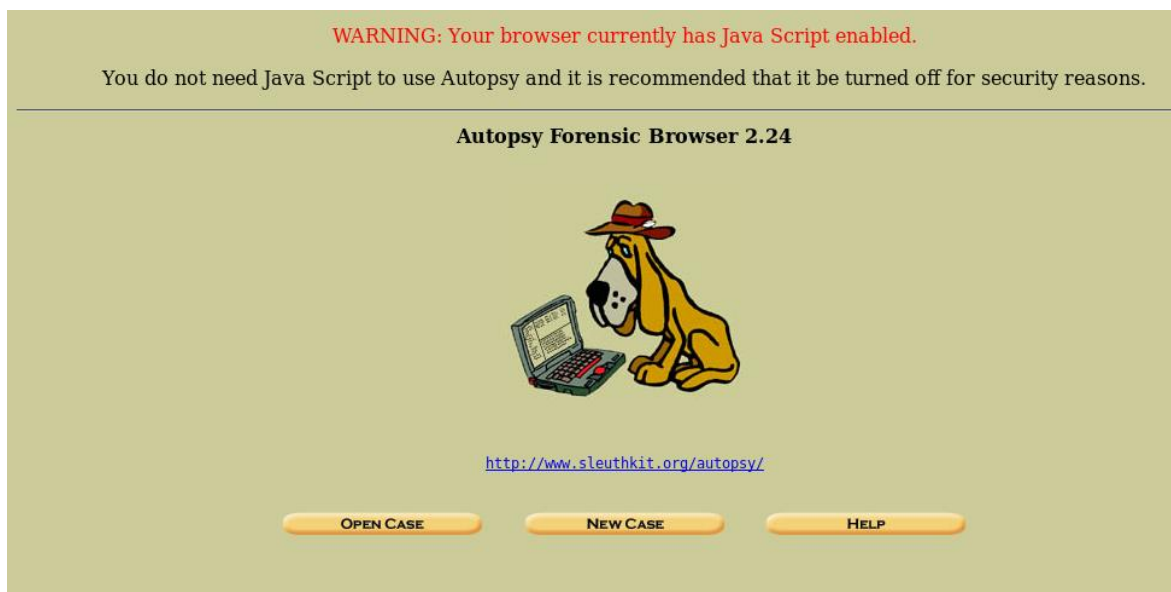 WARNING: Your browser currently has Java Script enabled.
You do not need Java Script to use Autopsy and it is recommended that it be turned off for security reasons.
Autopsy Forensic Browser 2.24
http://www.sleuthkit.org/autopsy/
OPEN CASE
NEW CASE
HELP